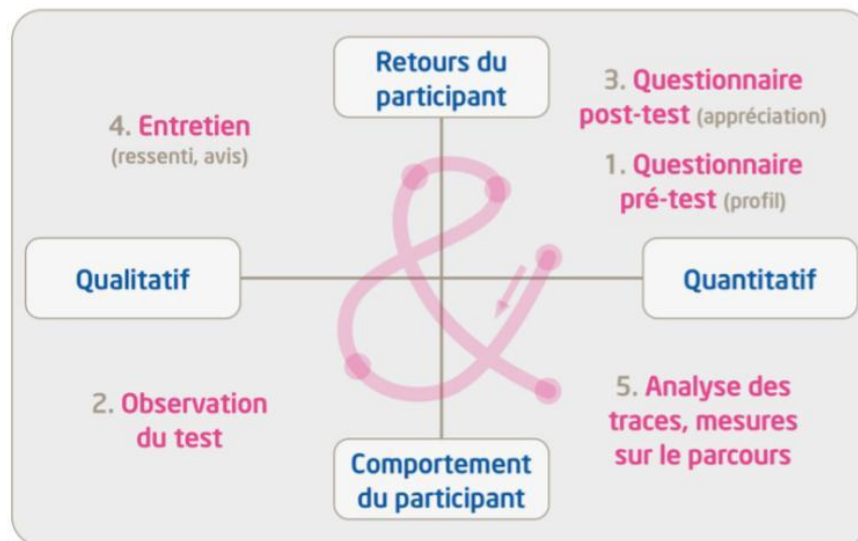 Retours du
participant
3. Questionnaire
post-test (appréciation)
4. Entretien
(ressenti, avis)
1. Questionnaire
pré-test (profil)
Qualitatif
Quantitatif
2. Observation
du test
5. Analyse des
traces, mesures
sur le parcours
Comportement
du participant